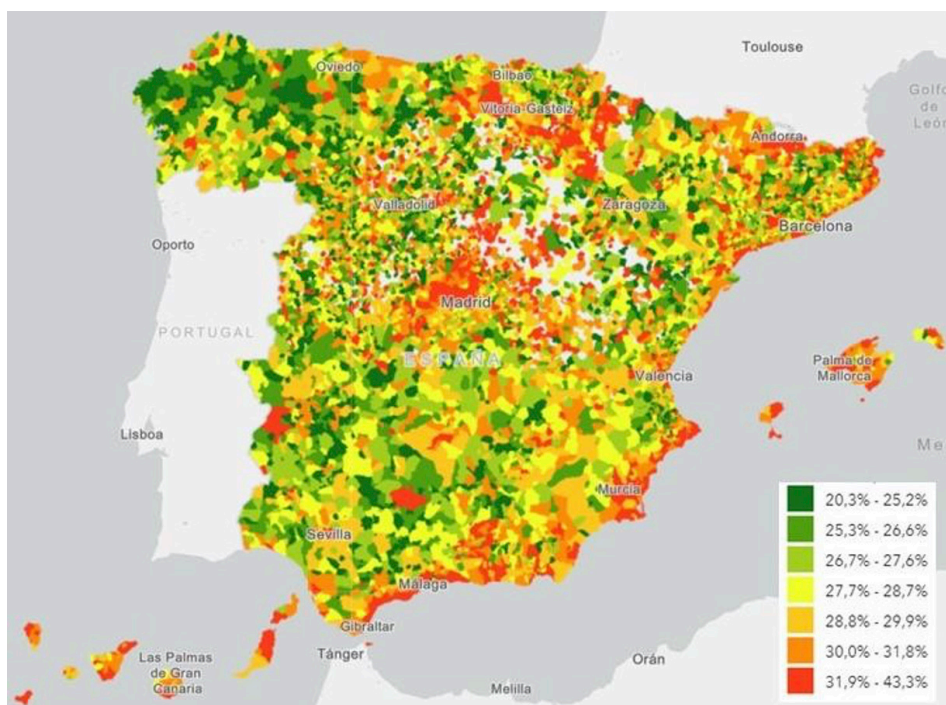 Toulouse
Golfo
de
León
Oviedo
Bilbao
Vitoria-Gasteiz
Andorra
Valladolid
Zaragoza
Barcelona
Oporto
Madrid
PORTUGAL
ESPAÑA
Palma de
Mallorca
València
Lisboa
Me
Murcia
20,3% - 25,2%
25,3% - 26,6%
26,7% - 27,6%
27,7% - 28,7%
28,8% - 29,9%
30,0% - 31,8%
31,9% - 43,3%
Sevilla
Málaga
Gibraltar
Tánger
Las Palmas
de Gran
Canaria
Orán
Melilla